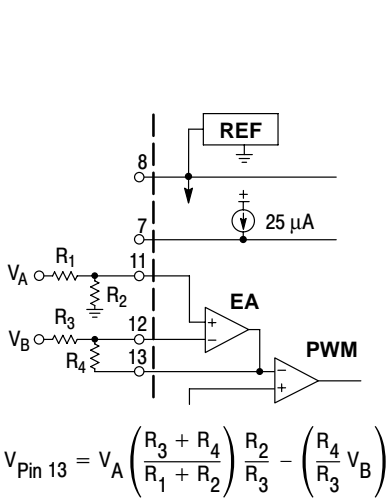 REF
8
+
7
25 μA
V_A R_1 11
R_2
EA
R_3
+
V_B 12
−
R_4 13
PWM
−
+
V_Pin 13 = V_A ( (R_3 + R_4) / (R_1 + R_2) ) R_2 / R_3 − ( R_4 / R_3 V_B )